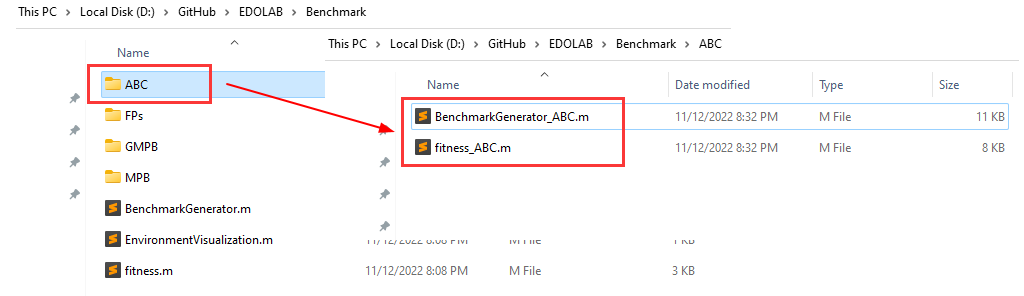 This PC > Local Disk (D:) > GitHub > EDOLAB > Benchmark
Name
ABC
FPs
GMPB
MPB
BenchmarkGenerator.m
EnvironmentVisualization.m 11/12/2022 8:08 PM M File 1 KB
fitness.m 11/12/2022 8:08 PM M File 3 KB
This PC > Local Disk (D:) > GitHub > EDOLAB > Benchmark > ABC
Name Date modified Type Size
BenchmarkGenerator_ABC.m 11/12/2022 8:32 PM M File 11 KB
fitness_ABC.m 11/12/2022 8:32 PM M File 8 KB